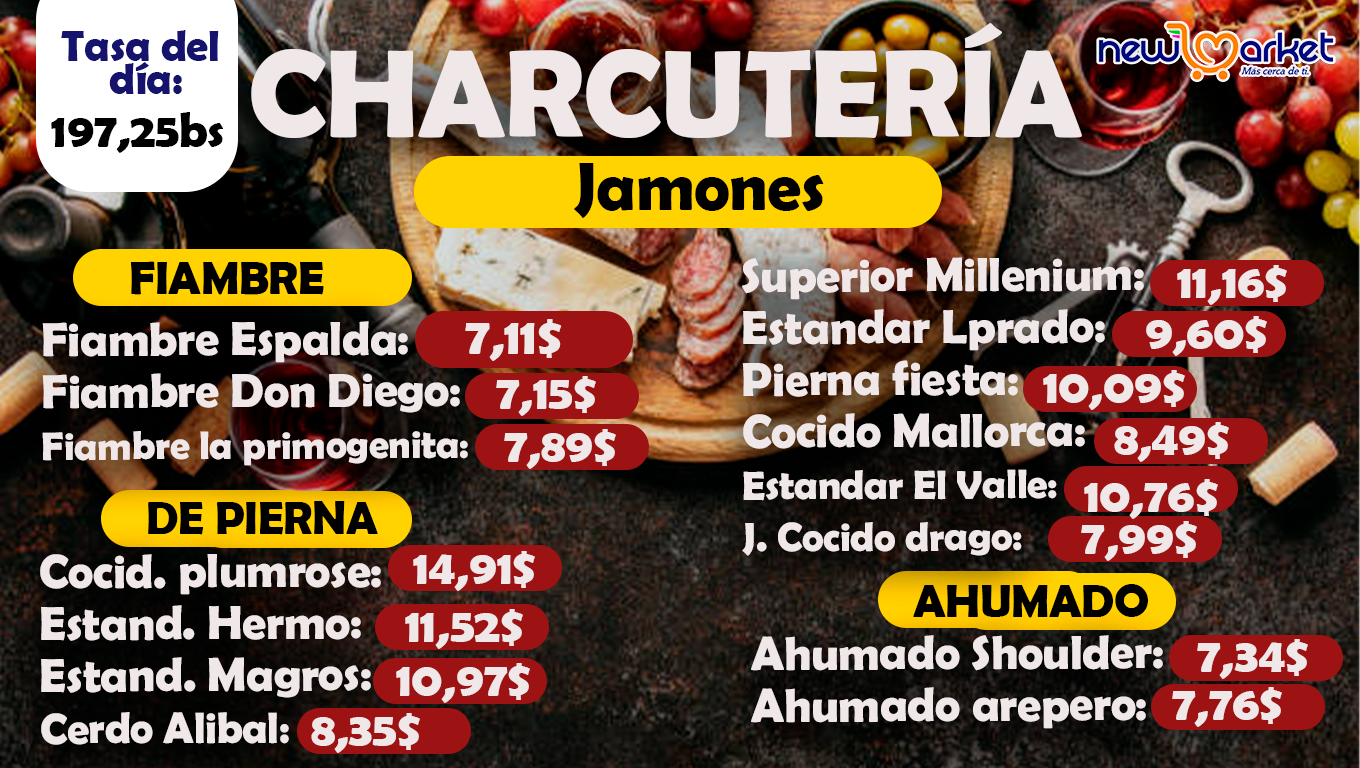 Tasa del
día:
197,25bs
CHARCUTERÍA
new market
Más cerca de ti.
Jamones
FIAMBRE
Fiambre Espalda: 7,11$
Fiambre Don Diego: 7,15$
Fiambre la primogenita: 7,89$
DE PIERNA
Cocid. plumrose: 14,91$
Estand. Hermo: 11,52$
Estand. Magros: 10,97$
Cerdo Alibal: 8,35$
Superior Millenium: 11,16$
Estandar Lprado: 9,60$
Pierna fiesta: 10,09$
Cocido Mallorca: 8,49$
Estandar El Valle: 10,76$
J. Cocido drago: 7,99$
AHUMADO
Ahumado Shoulder: 7,34$
Ahumado arepero: 7,76$